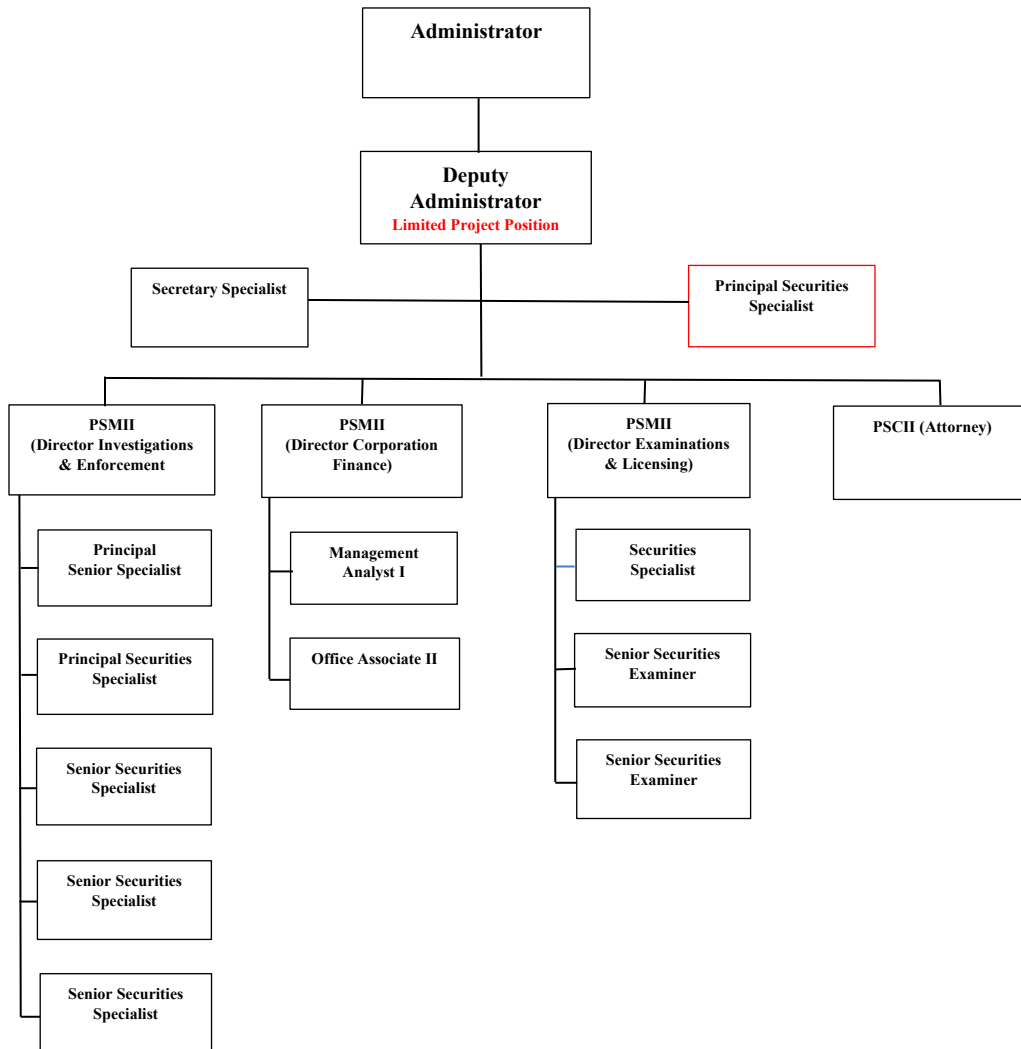 Administrator
Deputy
Administrator
Limited Project Position
Secretary Specialist
Principal Securities
Specialist
PSMII
(Director Investigations
& Enforcement
PSMII
(Director Corporation
Finance)
PSMII
(Director Examinations
& Licensing)
PSCII (Attorney)
Principal
Senior Specialist
Principal Securities
Specialist
Senior Securities
Specialist
Senior Securities
Specialist
Senior Securities
Specialist
Management
Analyst I
Office Associate II
Securities
Specialist
Senior Securities
Examiner
Senior Securities
Examiner